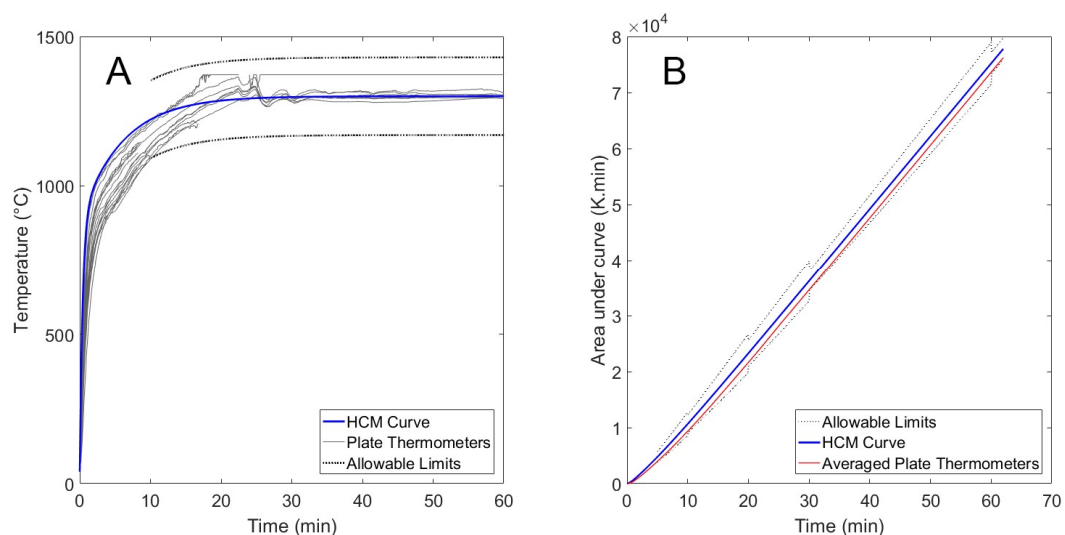 A
1500
1000
500
0
Temperature (°C)
HCM Curve
Plate Thermometers
Allowable Limits
0 10 20 30 40 50 60
Time (min)
B
×10⁴
8
7
6
5
4
3
2
1
0
Area under curve (K.min)
Allowable Limits
HCM Curve
Averaged Plate Thermometers
0 10 20 30 40 50 60 70
Time (min)